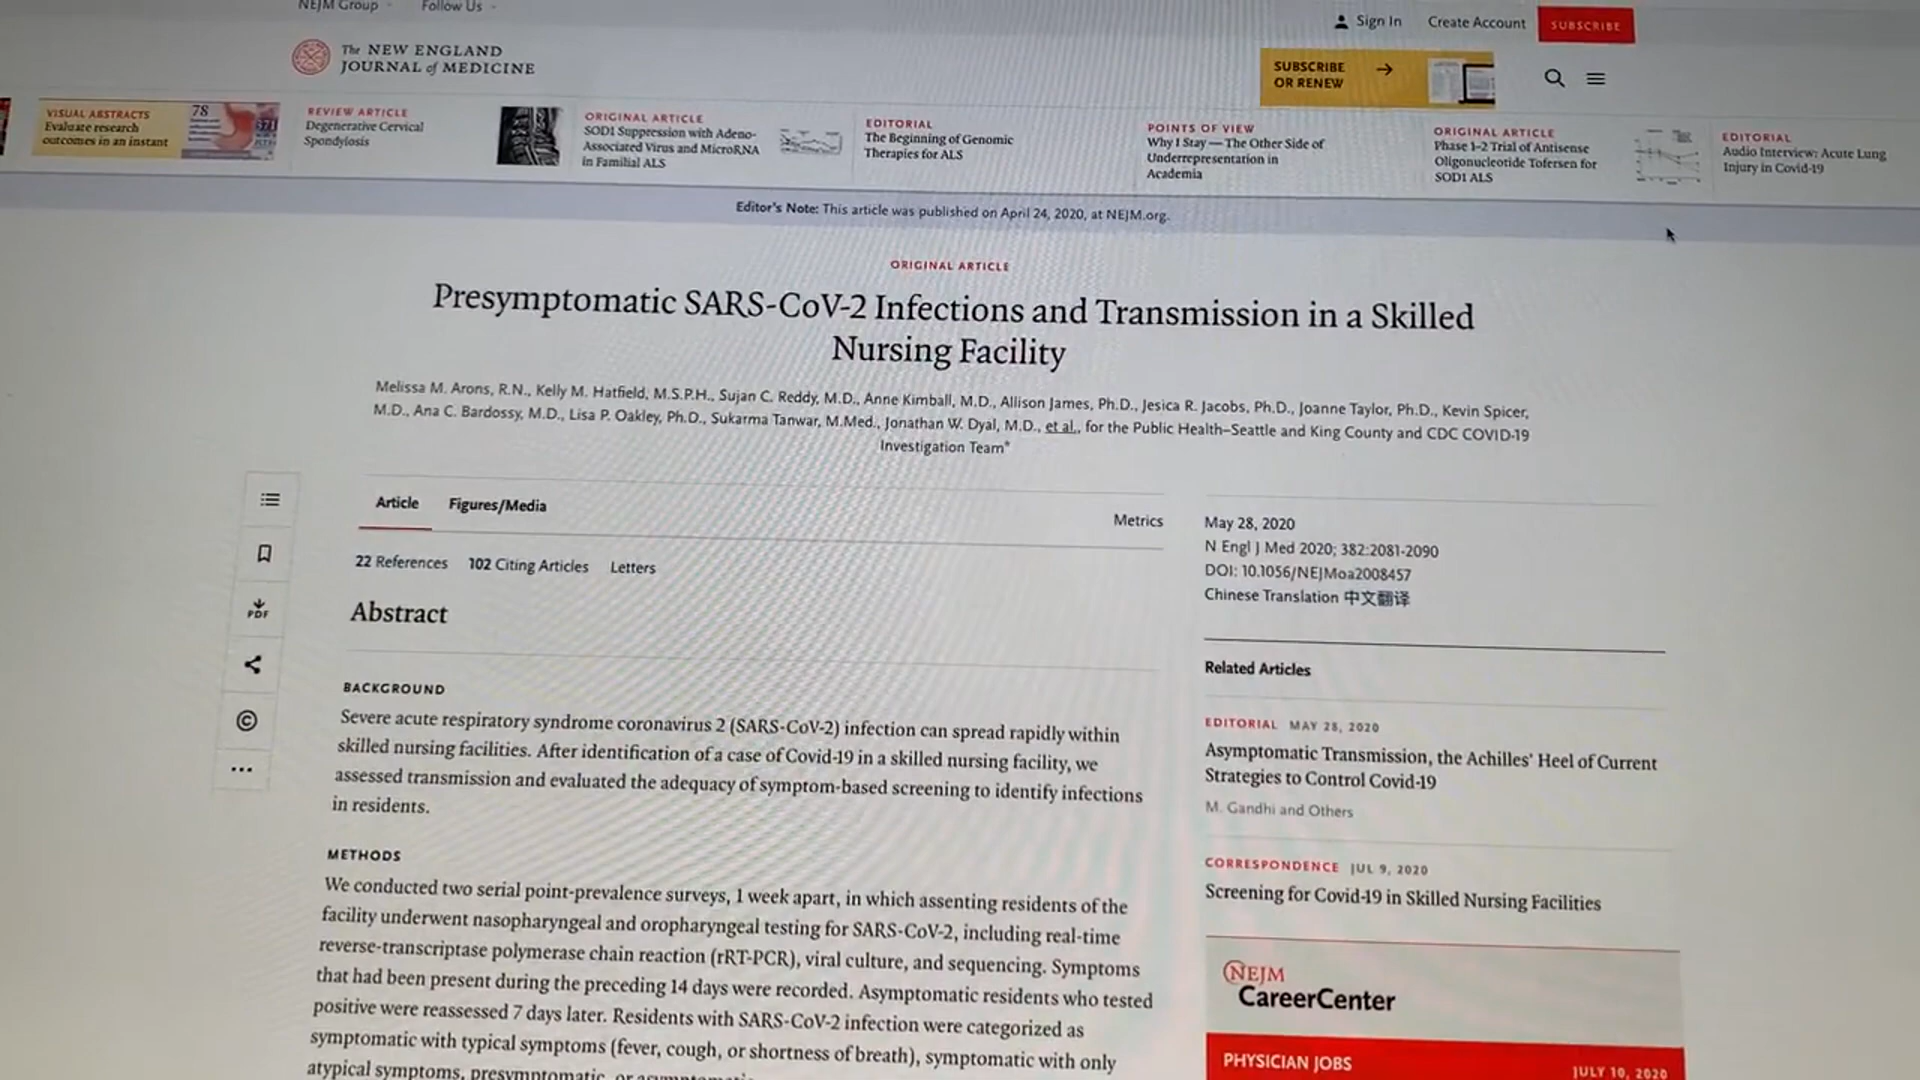 NEJM Group
Follow Us
Sign In
Create Account
SUBSCRIBE
The NEW ENGLAND
JOURNAL of MEDICINE
SUBSCRIBE
OR RENEW
VISUAL ABSTRACTS
Evaluate research
outcomes in an instant
78
371
REVIEW ARTICLE
Degenerative Cervical
Spondylosis
ORIGINAL ARTICLE
SOD1 Suppression with Adeno-
Associated Virus and MicroRNA
in Familial ALS
EDITORIAL
The Beginning of Genomic
Therapies for ALS
POINTS OF VIEW
Why I Stay — The Other Side of
Underrepresentation in
Academia
ORIGINAL ARTICLE
Phase 1–2 Trial of Antisense
Oligonucleotide Tofersen for
SOD1 ALS
EDITORIAL
Audio Interview: Acute Lung
Injury in Covid-19
Editor's Note: This article was published on April 24, 2020, at NEJM.org.
ORIGINAL ARTICLE
Presymptomatic SARS-CoV-2 Infections and Transmission in a Skilled
Nursing Facility
Melissa M. Arons, R.N., Kelly M. Hatfield, M.S.P.H., Sujan C. Reddy, M.D., Anne Kimball, M.D., Allison James, Ph.D., Jesica R. Jacobs, Ph.D., Joanne Taylor, Ph.D., Kevin Spicer,
M.D., Ana C. Bardossy, M.D., Lisa P. Oakley, Ph.D., Sukarma Tanwar, M.Med., Jonathan W. Dyal, M.D., et al., for the Public Health–Seattle and King County and CDC COVID-19
Investigation Team*
Article
Figures/Media
Metrics
22 References
102 Citing Articles
Letters
PDF
Abstract
BACKGROUND
Severe acute respiratory syndrome coronavirus 2 (SARS-CoV-2) infection can spread rapidly within
skilled nursing facilities. After identification of a case of Covid-19 in a skilled nursing facility, we
assessed transmission and evaluated the adequacy of symptom-based screening to identify infections
in residents.
METHODS
We conducted two serial point-prevalence surveys, 1 week apart, in which assenting residents of the
facility underwent nasopharyngeal and oropharyngeal testing for SARS-CoV-2, including real-time
reverse-transcriptase polymerase chain reaction (rRT-PCR), viral culture, and sequencing. Symptoms
that had been present during the preceding 14 days were recorded. Asymptomatic residents who tested
positive were reassessed 7 days later. Residents with SARS-CoV-2 infection were categorized as
symptomatic with typical symptoms (fever, cough, or shortness of breath), symptomatic with only
atypical symptoms, presymptomatic, or asymptomatic.
May 28, 2020
N Engl J Med 2020; 382:2081-2090
DOI: 10.1056/NEJMoa2008457
Chinese Translation 中文翻译
Related Articles
EDITORIAL MAY 28, 2020
Asymptomatic Transmission, the Achilles' Heel of Current
Strategies to Control Covid-19
M. Gandhi and Others
CORRESPONDENCE JUL 9, 2020
Screening for Covid-19 in Skilled Nursing Facilities
NEJM
CareerCenter
PHYSICIAN JOBS
JULY 10, 2020